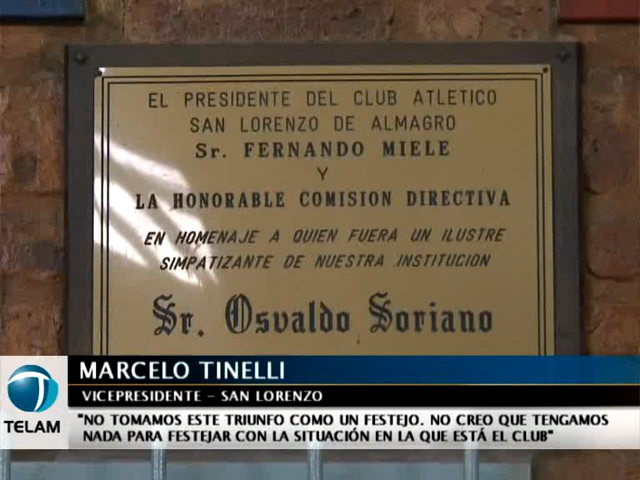 EL PRESIDENTE DEL CLUB ATLETICO
SAN LORENZO DE ALMAGRO
Sr. FERNANDO MIELE
Y
LA HONORABLE COMISION DIRECTIVA
EN HOMENAJE A QUIEN FUERA UN ILUSTRE
SIMPATIZANTE DE NUESTRA INSTITUCION
Sr. Osvaldo Soriano
MARCELO TINELLI
VICEPRESIDENTE – SAN LORENZO
"NO TOMAMOS ESTE TRIUNFO COMO UN FESTEJO. NO CREO QUE TENGAMOS
NADA PARA FESTEJAR CON LA SITUACIÓN EN LA QUE ESTÁ EL CLUB"
TELAM